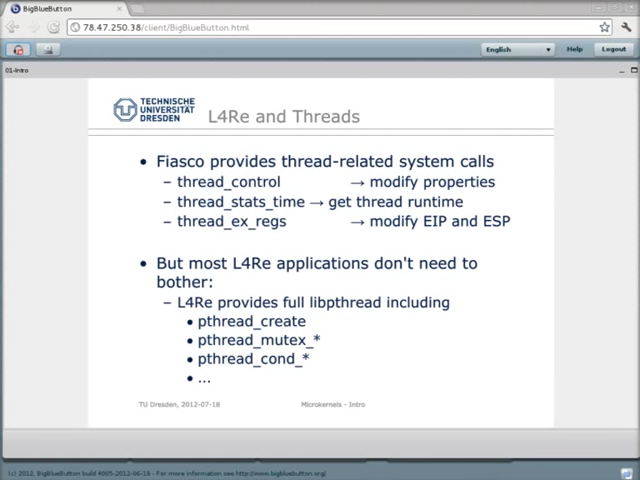 BigBlueButton
78.47.250.38/client/BigBlueButton.html
English
Help
Logout
01-Intro
TECHNISCHE
UNIVERSITÄT
DRESDEN
L4Re and Threads
• Fiasco provides thread-related system calls
– thread_control → modify properties
– thread_stats_time → get thread runtime
– thread_ex_regs → modify EIP and ESP
• But most L4Re applications don't need to
bother:
– L4Re provides full libpthread including
• pthread_create
• pthread_mutex_*
• pthread_cond_*
• ...
TU Dresden, 2012-07-18
Microkernels - Intro
(c) 2012, BigBlueButton build 4005-2012-06-18 - For more information see http://www.bigbluebutton.org/